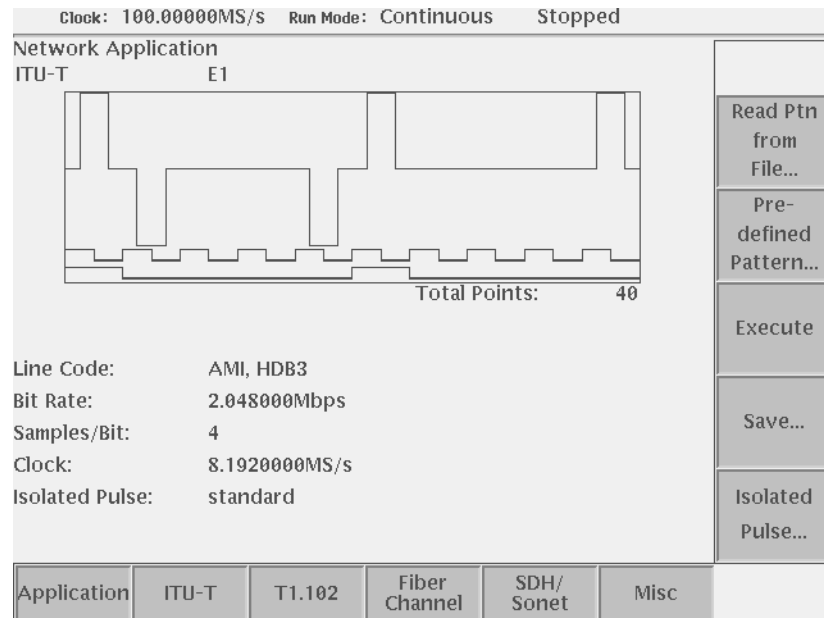 Clock: 100.00000MS/s Run Mode: Continuous Stopped
Network Application
ITU-T E1
Total Points: 40
Line Code: AMI, HDB3
Bit Rate: 2.048000Mbps
Samples/Bit: 4
Clock: 8.1920000MS/s
Isolated Pulse: standard
Read Ptn
from
File...
Pre-
defined
Pattern...
Execute
Save...
Isolated
Pulse...
Application ITU-T T1.102 Fiber Channel SDH/ Sonet Misc